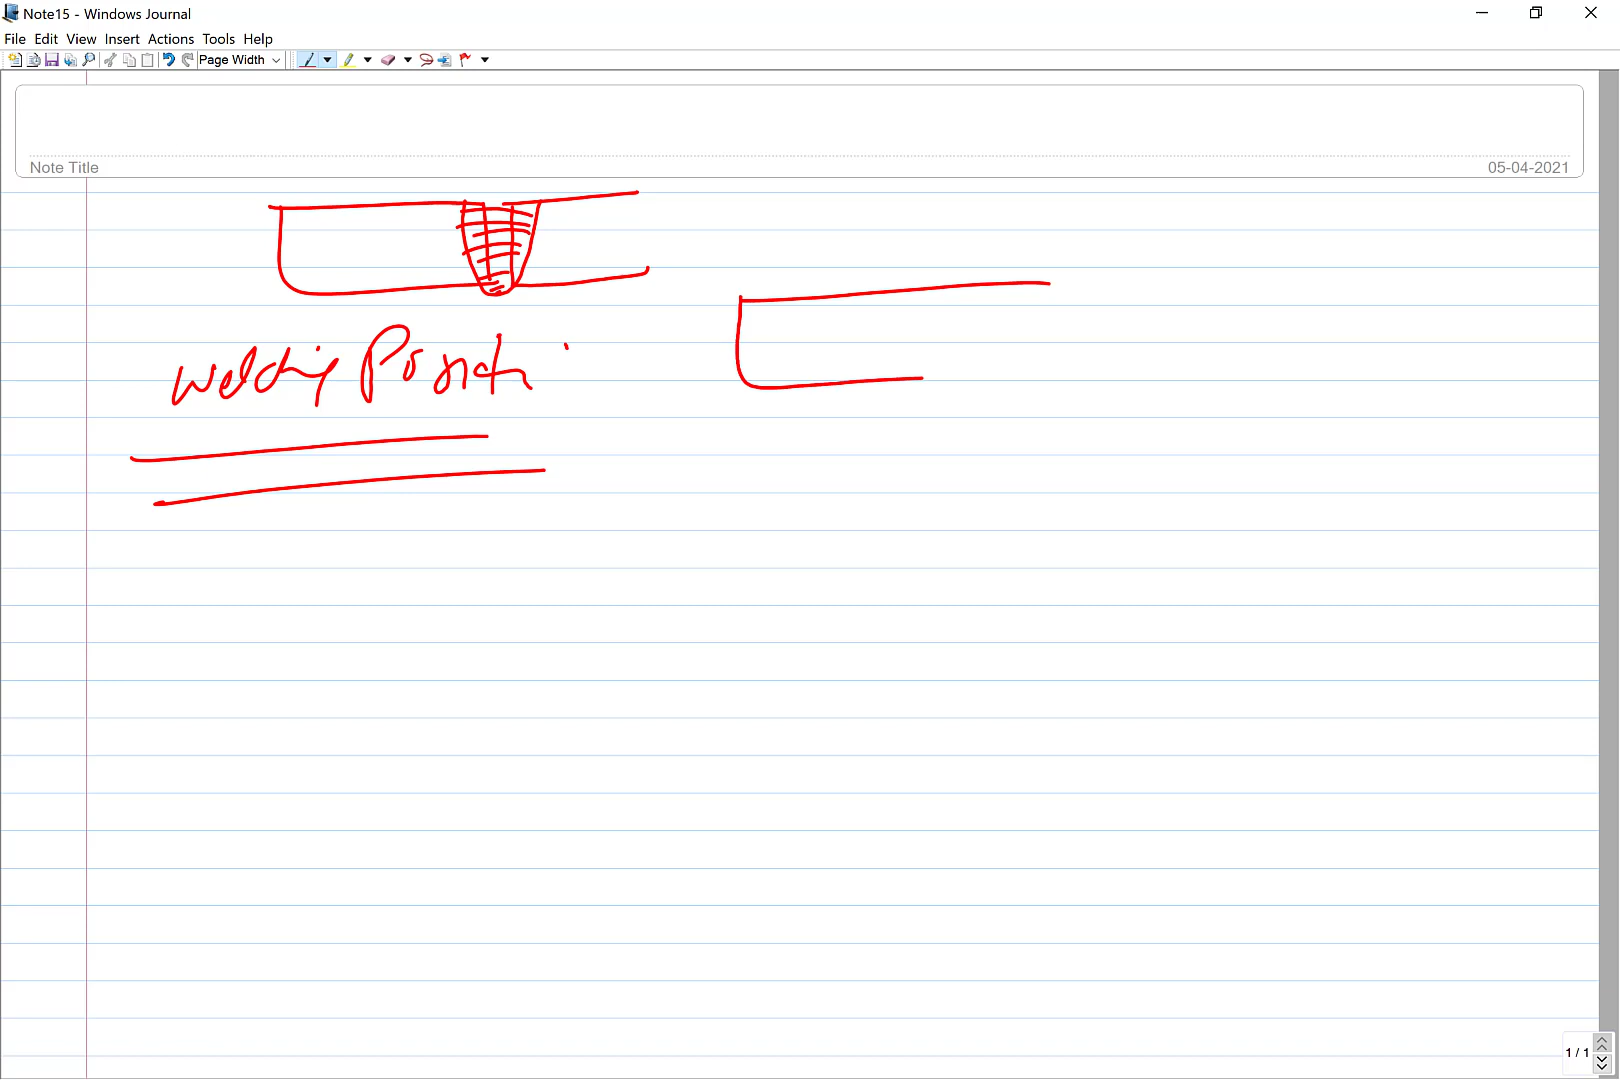 Note15 - Windows Journal
File Edit View Insert Actions Tools Help
Page Width
Note Title 05-04-2021
Welding Position
1 / 1